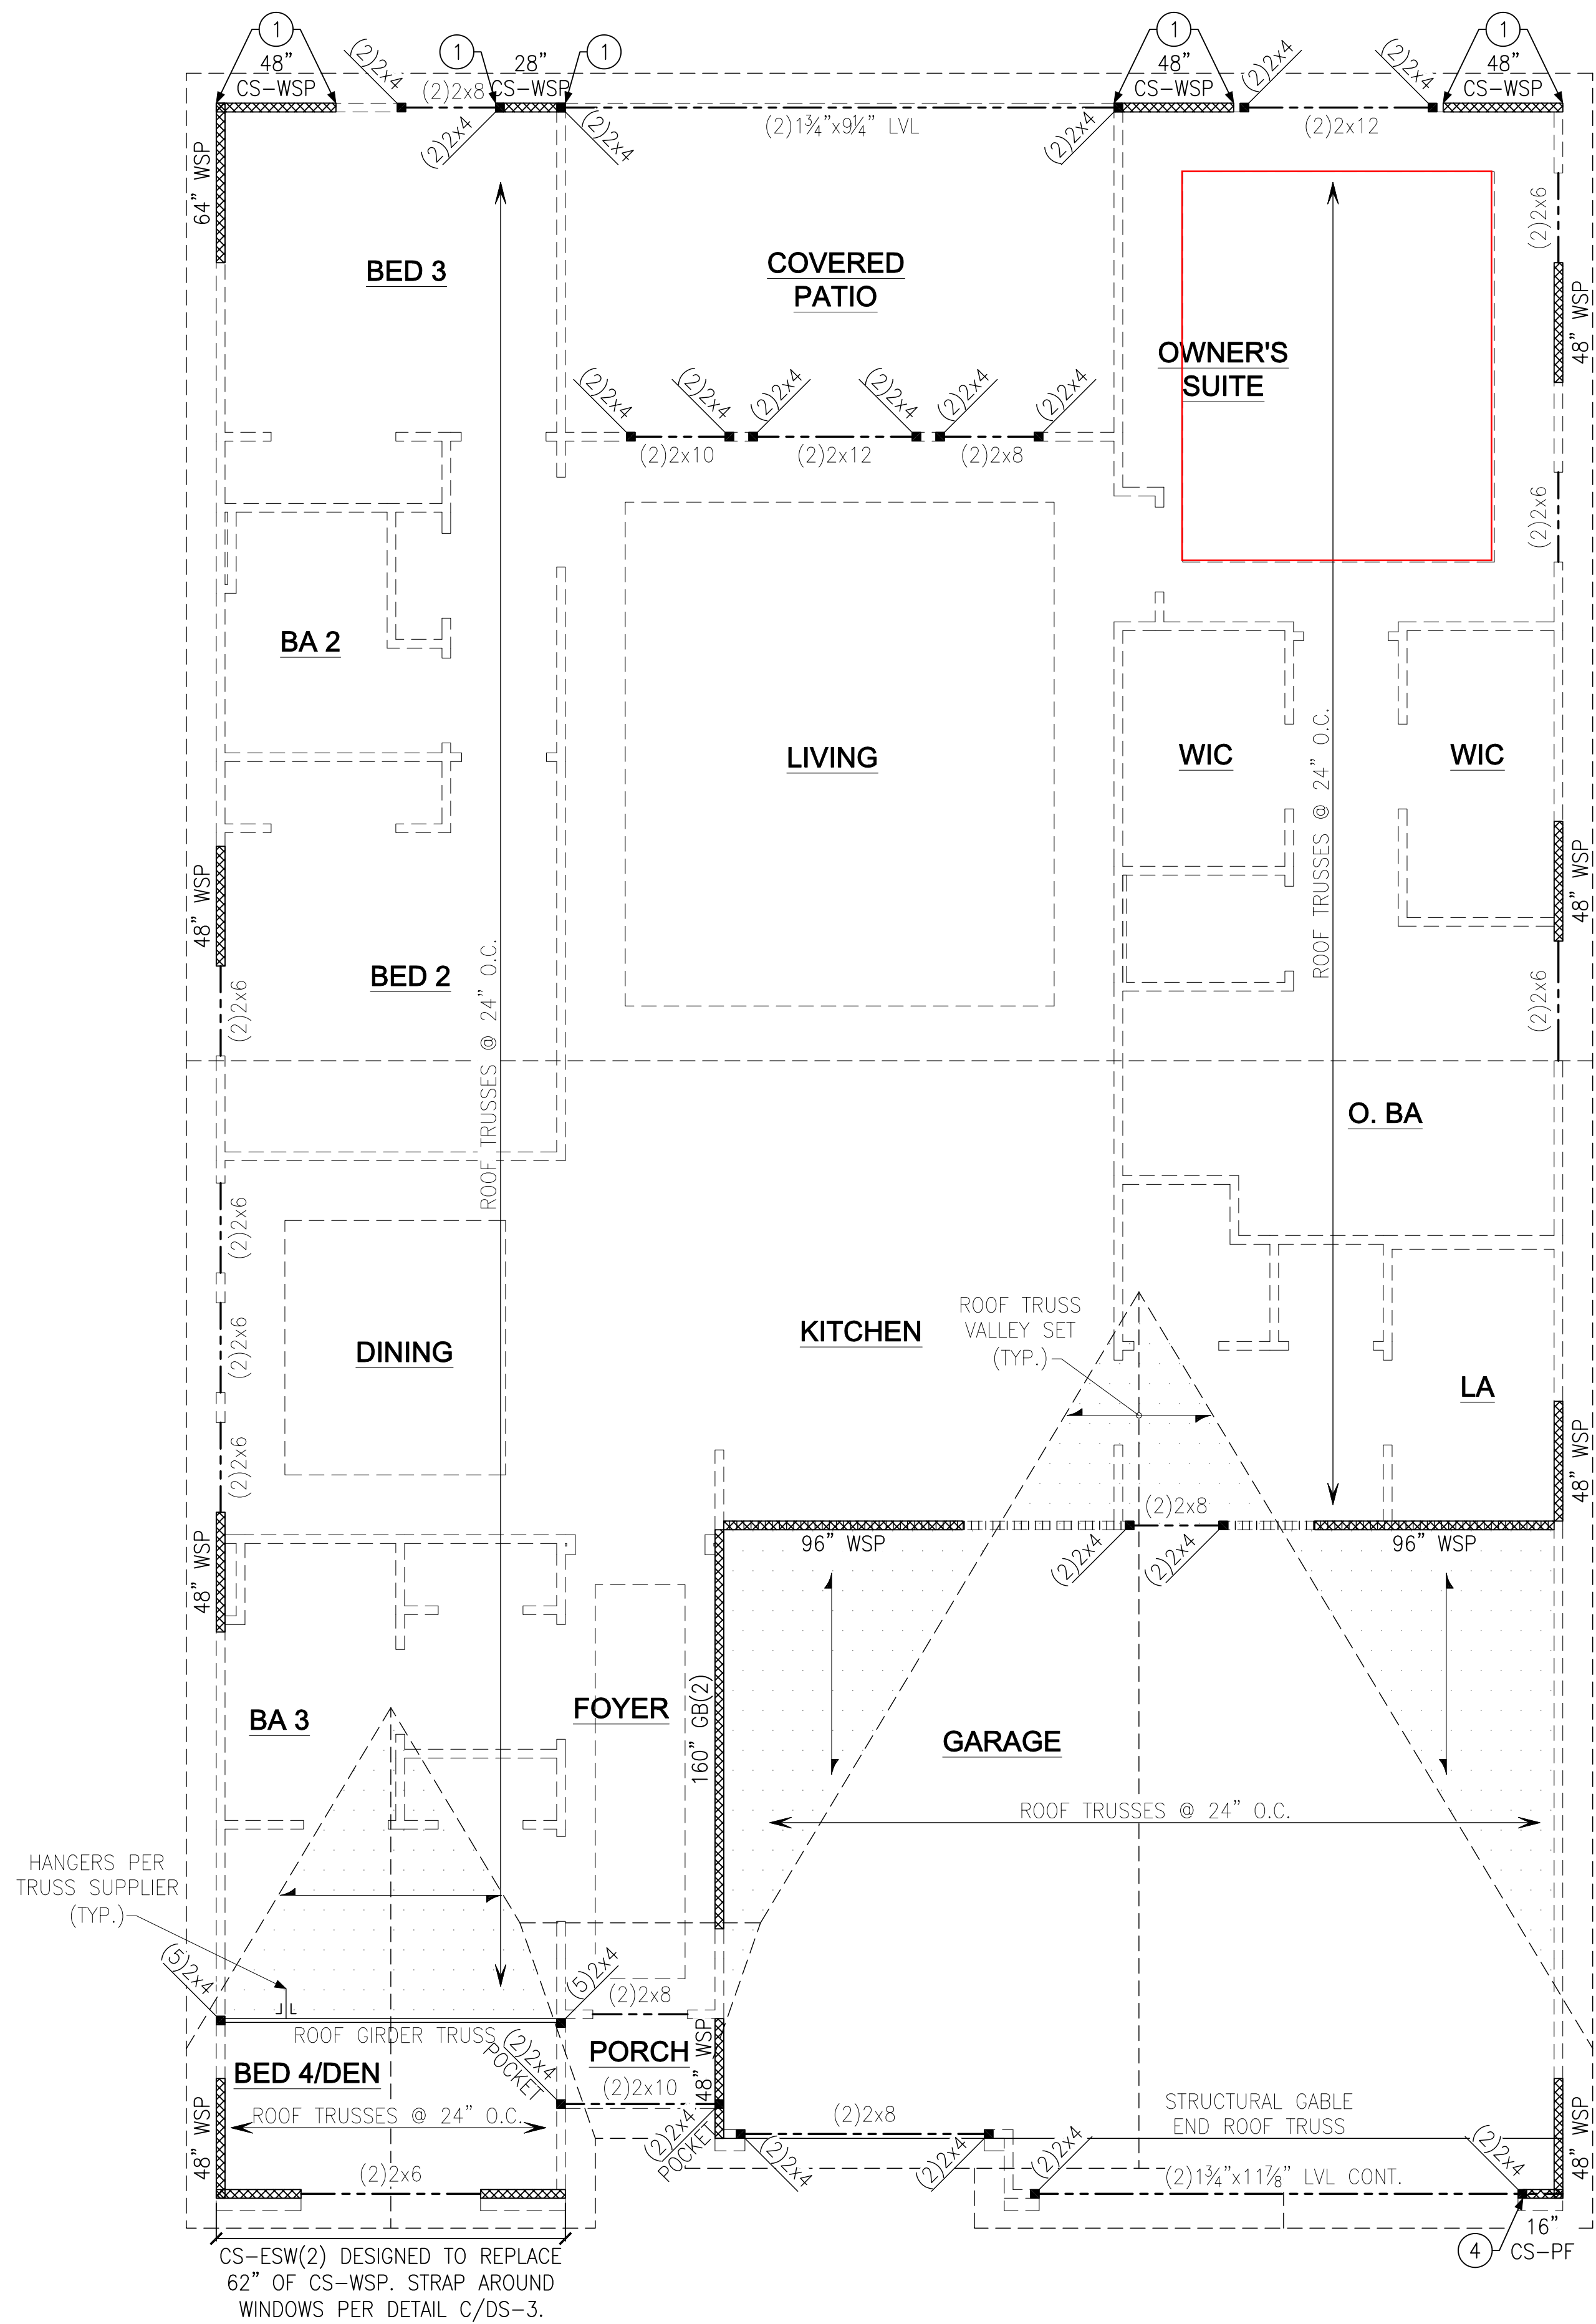 1
1
1
1
1
48"
CS-WSP
(2)2x4
(2)2x8
28"
CS-WSP
48"
CS-WSP
(2)2x4
(2)2x4
48"
CS-WSP
(2)2x4
(2)2x4
(2)1¾"x9¼" LVL
(2)2x4
(2)2x12
64" WSP
(2)2x6
BED 3
COVERED
PATIO
OWNER'S
SUITE
48" WSP
(2)2x4
(2)2x4
(2)2x4
(2)2x4
(2)2x4
(2)2x4
(2)2x10
(2)2x12
(2)2x8
(2)2x6
BA 2
LIVING
WIC
WIC
ROOF TRUSSES @ 24" O.C.
48" WSP
48" WSP
BED 2
ROOF TRUSSES @ 24" O.C.
(2)2x6
(2)2x6
O. BA
(2)2x6
(2)2x6
(2)2x6
DINING
KITCHEN
ROOF TRUSS
VALLEY SET
(TYP.)
LA
48" WSP
(2)2x8
96" WSP
96" WSP
(2)2x4
(2)2x4
48" WSP
BA 3
FOYER
160" GB(2)
GARAGE
ROOF TRUSSES @ 24" O.C.
HANGERS PER
TRUSS SUPPLIER
(TYP.)
(5)2x4
(5)2x4
(2)2x8
ROOF GIRDER TRUSS
(2)2x4
POCKET
PORCH
48" WSP
BED 4/DEN
(2)2x10
ROOF TRUSSES @ 24" O.C.
48" WSP
(2)2x6
(2)2x4
POCKET
(2)2x8
(2)2x4
(2)2x4
STRUCTURAL GABLE
END ROOF TRUSS
(2)2x4
(2)1¾"x11⅞" LVL CONT.
(2)2x4
48" WSP
16"
CS-PF
4
CS-ESW(2) DESIGNED TO REPLACE
62" OF CS-WSP. STRAP AROUND
WINDOWS PER DETAIL C/DS-3.